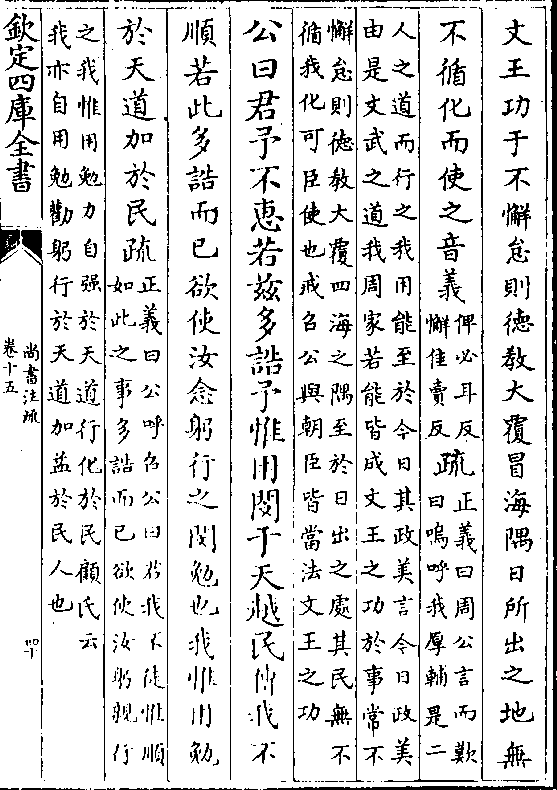 文王功于不懈怠則徳教大覆冒海隅日所出之地無
不循化而使之音義
俾必耳反
懈佳賣反
疏
正義曰周公言而歎
曰嗚呼我厚輔是二
人之道而行之我用能至於今日其政美言今日政美
由是文武之道我周家若能皆成文王之功於事常不
懈怠則徳教大覆四海之隅至於日出之處其民無不
循我化可臣使也戒召公與朝臣皆當法文王之功
公曰君予不惠若兹多誥予惟用閔于天越民傳我不
順若此多誥而已欲使汝念躬行之閔勉也我惟用勉
於天道加於民疏
正義曰公呼召公曰君我不徒惟順
如此之事多誥而已欲使汝躬親行
之我惟用勉力自强於天道行化於民顧氏云
我亦自用勉勸躬行於天道加益於民人也
欽定四庫全書
尚書注疏
卷十五
四十